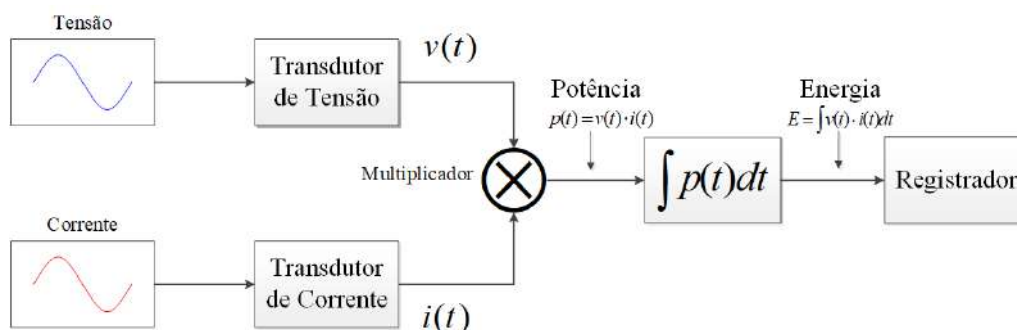 Tensão
Transdutor
de Tensão
v(t)
Potência
p(t)=v(t)·i(t)
Energia
E=∫v(t)·i(t)dt
Multiplicador
∫p(t)dt
Registrador
Corrente
Transdutor
de Corrente
i(t)